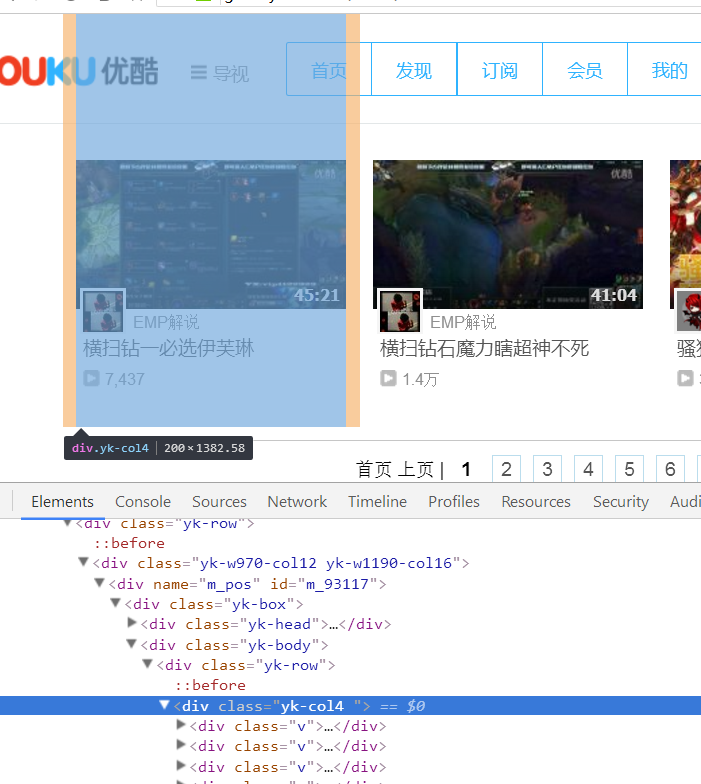 OUKU 优酷 导视 首页 发现 订阅 会员 我的
优酷 优酷
45:21 41:04
EMP解说 EMP解说
横扫钻一必选伊芙琳 横扫钻石魔力瞎超神不死 骚
7,437 1.4万
div.yk-col4 200×1382.58
首页 上页 | 1 2 3 4 5 6
Elements Console Sources Network Timeline Profiles Resources Security Audi
▼<div class="yk-row">
::before
▼<div class="yk-w970-col12 yk-w1190-col16">
▼<div name="m_pos" id="m_93117">
▼<div class="yk-box">
▶<div class="yk-head">…</div>
▼<div class="yk-body">
▼<div class="yk-row">
::before
▼<div class="yk-col4 "> == $0
▶<div class="v">…</div>
▶<div class="v">…</div>
▶<div class="v">…</div>